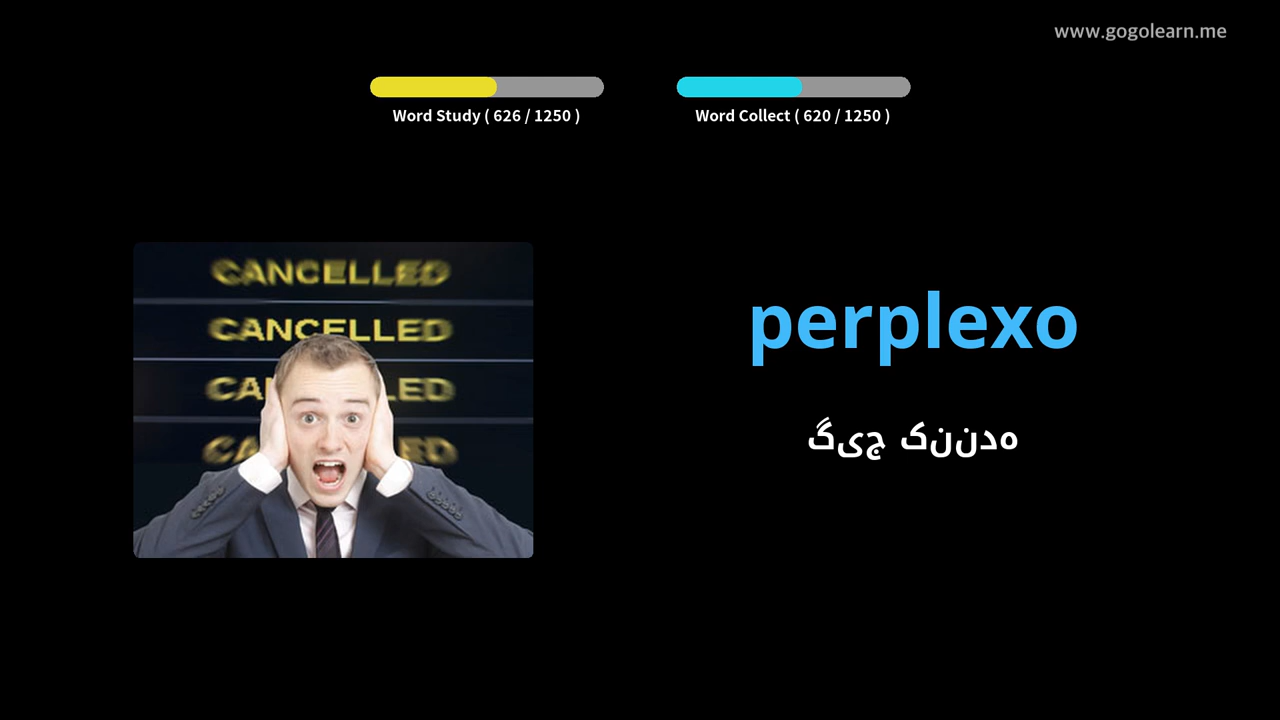 www.gogolearn.me
Word Study ( 626 / 1250 )
Word Collect ( 620 / 1250 )
CANCELLED
CANCELLED
perplexo
گیج کننده